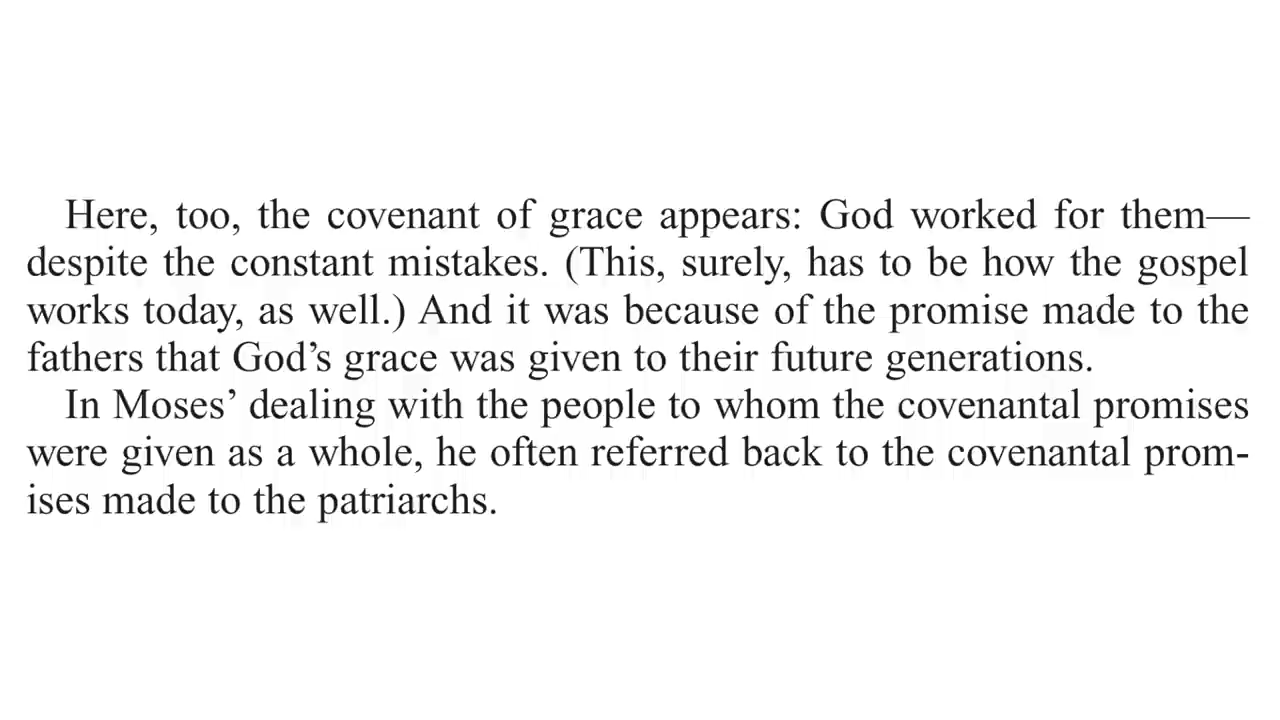 Here, too, the covenant of grace appears: God worked for them—
despite the constant mistakes. (This, surely, has to be how the gospel
works today, as well.) And it was because of the promise made to the
fathers that God’s grace was given to their future generations.
In Moses’ dealing with the people to whom the covenantal promises
were given as a whole, he often referred back to the covenantal prom-
ises made to the patriarchs.